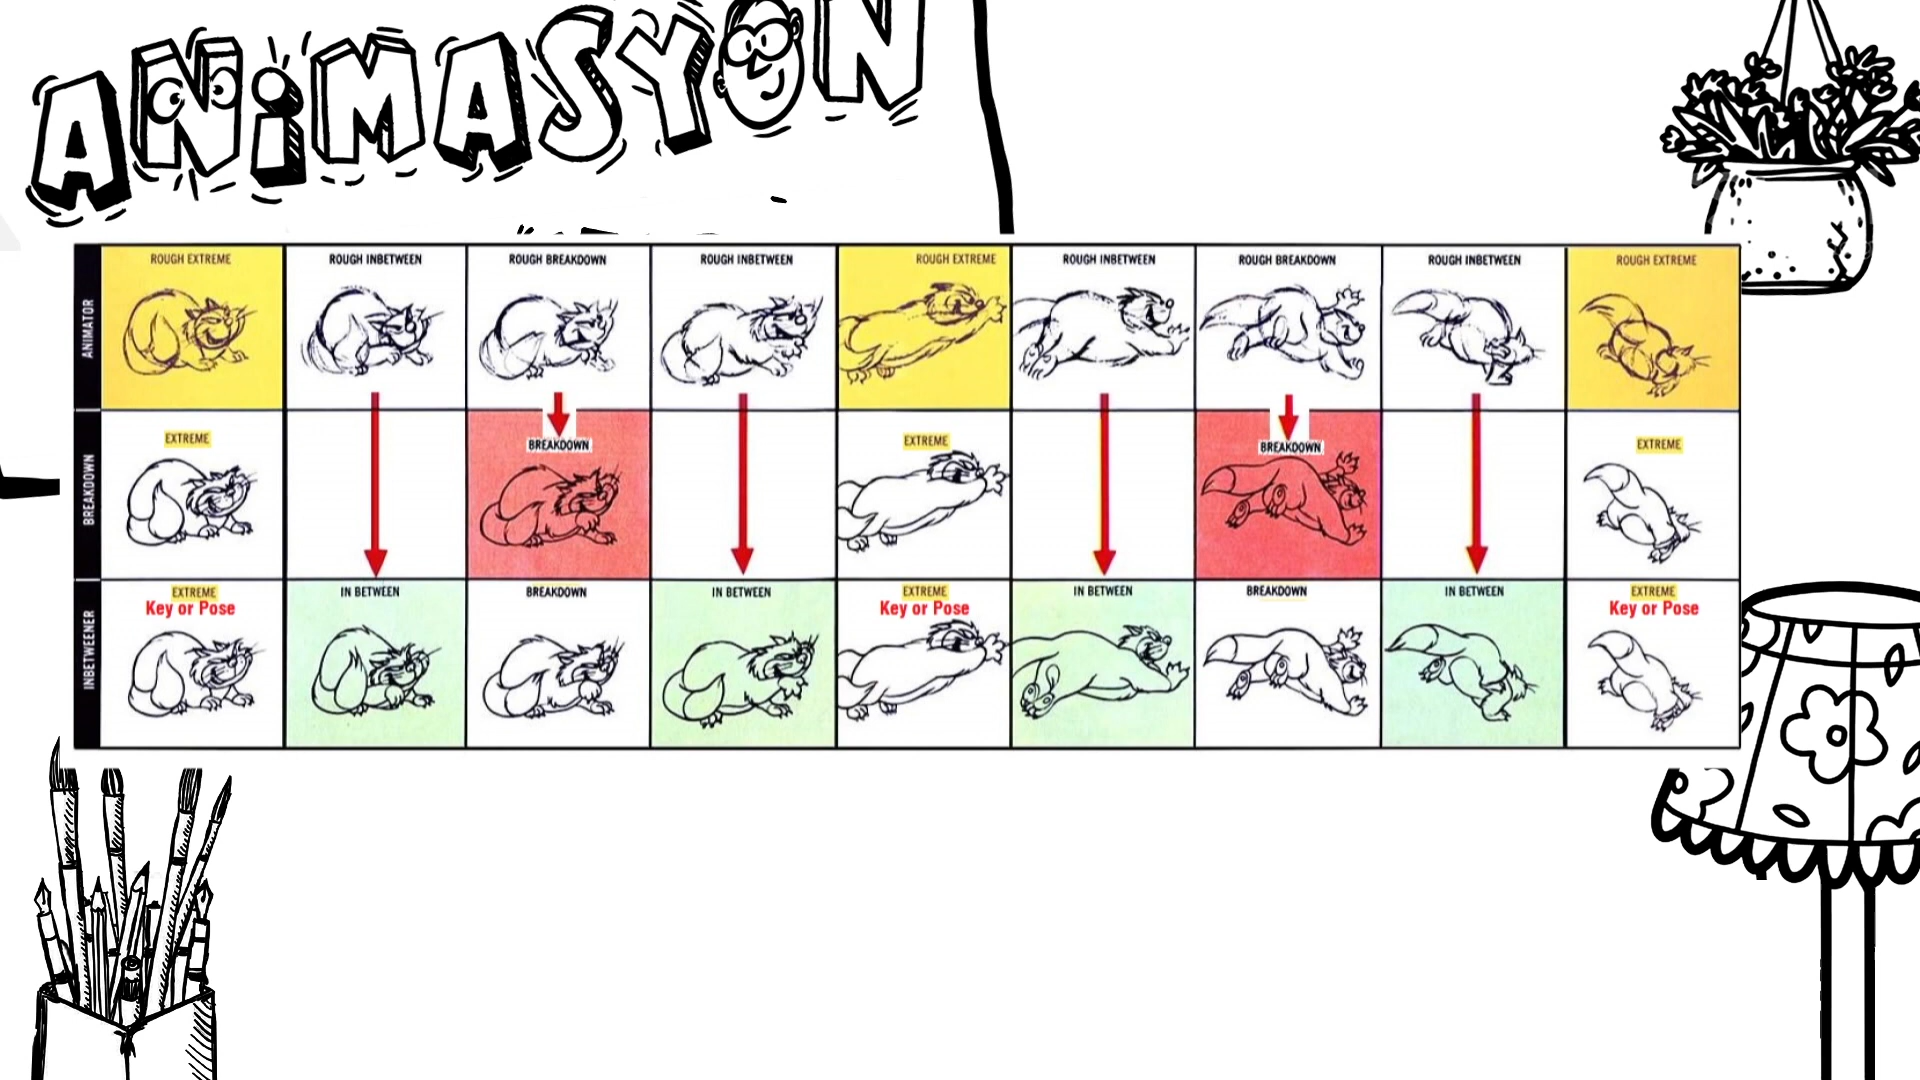 ANiMASYON
ROUGH EXTREME
ROUGH INBETWEEN
ROUGH BREAKDOWN
ROUGH INBETWEEN
ROUGH EXTREME
ROUGH INBETWEEN
ROUGH BREAKDOWN
ROUGH INBETWEEN
ROUGH EXTREME
ANIMATOR
EXTREME
BREAKDOWN
EXTREME
BREAKDOWN
EXTREME
BREAKDOWN
EXTREME
Key or Pose
IN BETWEEN
BREAKDOWN
IN BETWEEN
EXTREME
Key or Pose
IN BETWEEN
BREAKDOWN
IN BETWEEN
EXTREME
Key or Pose
INBETWEENER